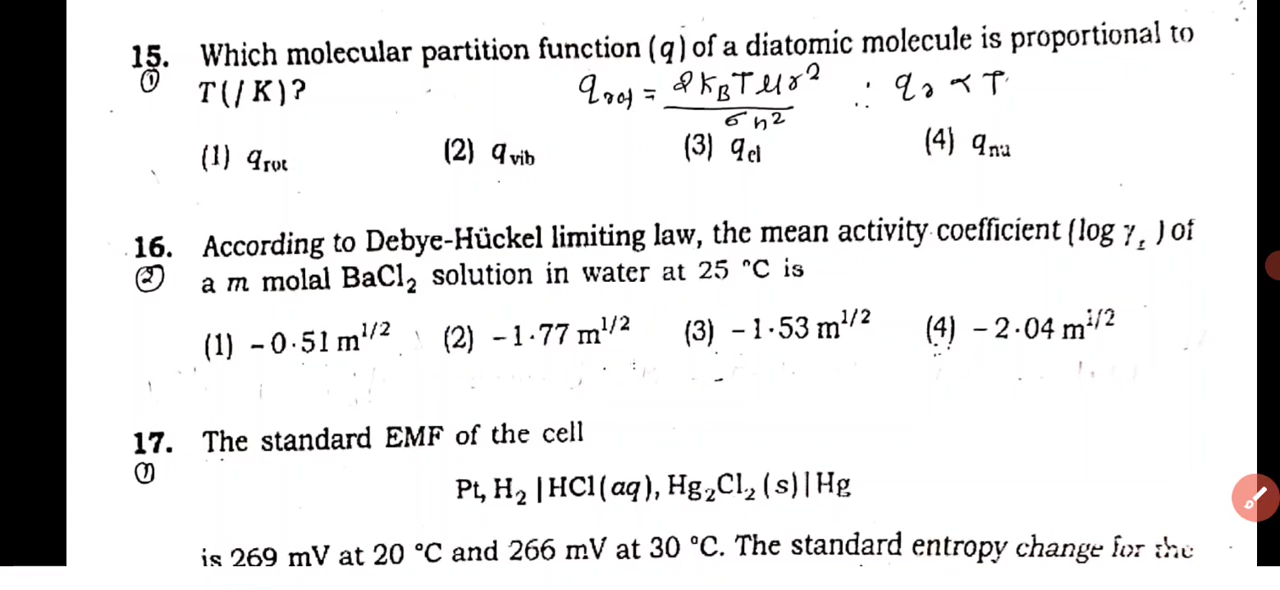 15. Which molecular partition function (q) of a diatomic molecule is proportional to
① T(/K)?
q_rot = 8KBTμr² / σh² ∴ qr ∝ T
(1) q_rot (2) q_vib (3) q_el (4) q_nu
16. According to Debye-Hückel limiting law, the mean activity coefficient (log γ± ) of
② a m molal BaCl₂ solution in water at 25 °C is
(1) −0·51 m^1/2 (2) −1·77 m^1/2 (3) −1·53 m^1/2 (4) −2·04 m^1/2
17. The standard EMF of the cell
①
Pt, H₂ | HCl(aq), Hg₂Cl₂ (s) | Hg
is 269 mV at 20 °C and 266 mV at 30 °C. The standard entropy change for the